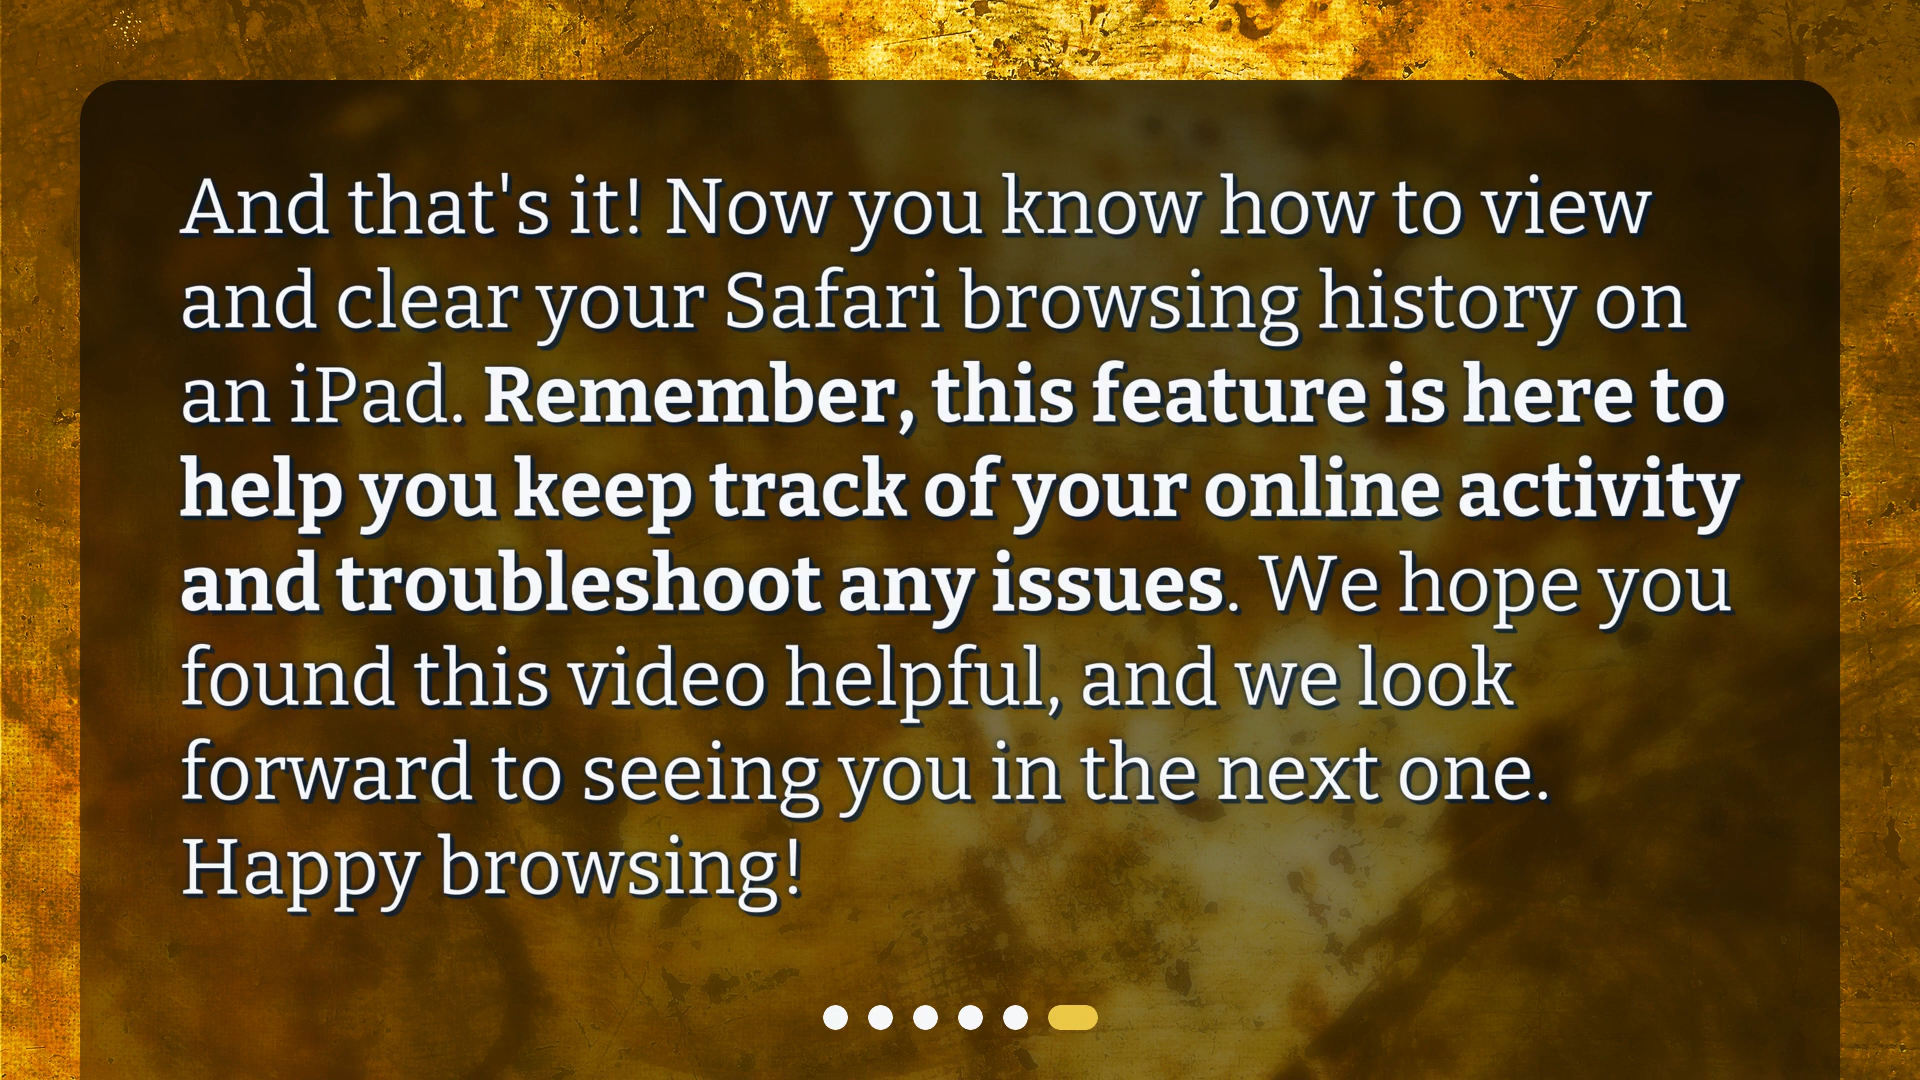 And that's it! Now you know how to view
and clear your Safari browsing history on
an iPad. Remember, this feature is here to
help you keep track of your online activity
and troubleshoot any issues. We hope you
found this video helpful, and we look
forward to seeing you in the next one.
Happy browsing!